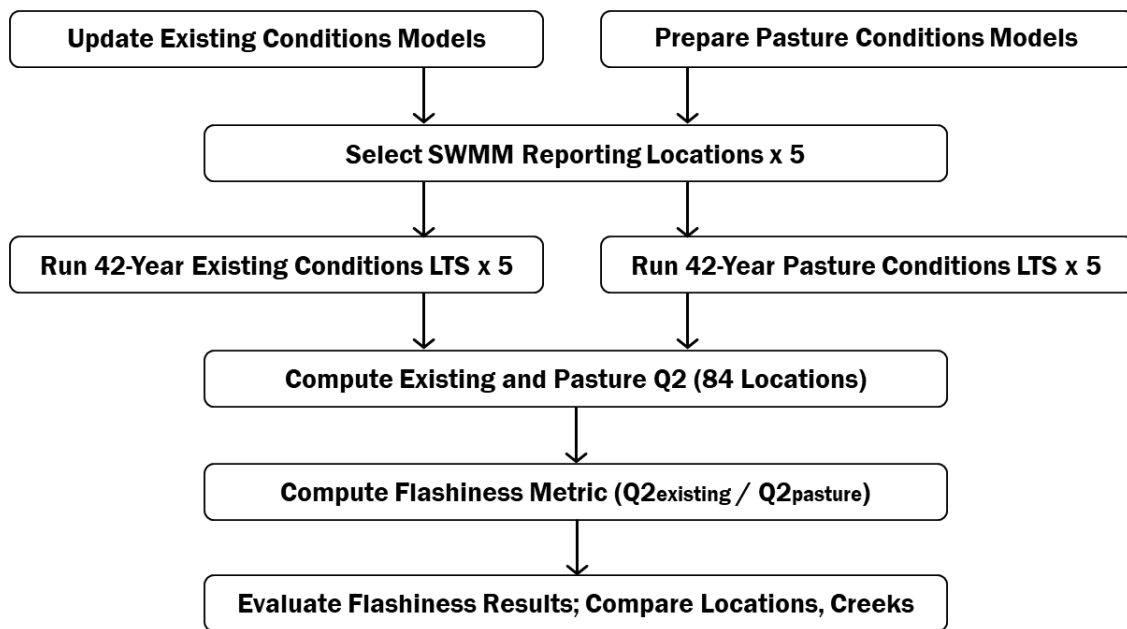 Update Existing Conditions Models
Prepare Pasture Conditions Models
Select SWMM Reporting Locations x 5
Run 42-Year Existing Conditions LTS x 5
Run 42-Year Pasture Conditions LTS x 5
Compute Existing and Pasture Q2 (84 Locations)
Compute Flashiness Metric (Q2existing / Q2pasture)
Evaluate Flashiness Results; Compare Locations, Creeks